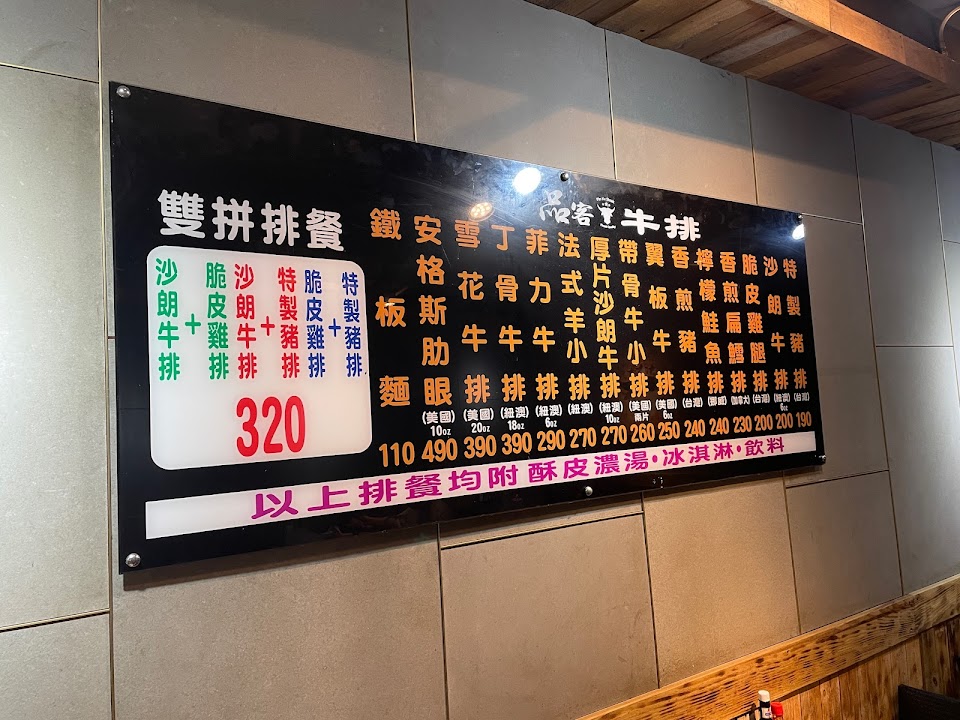 品客牛排
雙拼排餐
沙朗牛排+脆皮雞排
沙朗牛排+特製豬排
脆皮雞排+特製豬排
320
鐵板麵 110
安格斯肋眼 (美國) 10oz 490
雪花牛排 (美國) 20oz 390
丁骨牛排 (紐澳) 18oz 390
菲力牛排 (紐澳) 6oz 290
法式羊小排 (紐澳) 270
厚片沙朗牛排 (紐澳) 10oz 270
帶骨牛小排 (美國) 兩片 260
翼板牛排 (美國) 6oz 250
香煎豬排 (台灣) 240
檸檬鮭魚排 (挪威) 240
香煎扁鱈排 (加拿大) 230
脆皮雞腿排 (台灣) 200
沙朗牛排 (紐澳) 6oz 200
特製豬排 (台灣) 190
以上排餐均附 酥皮濃湯·冰淇淋·飲料